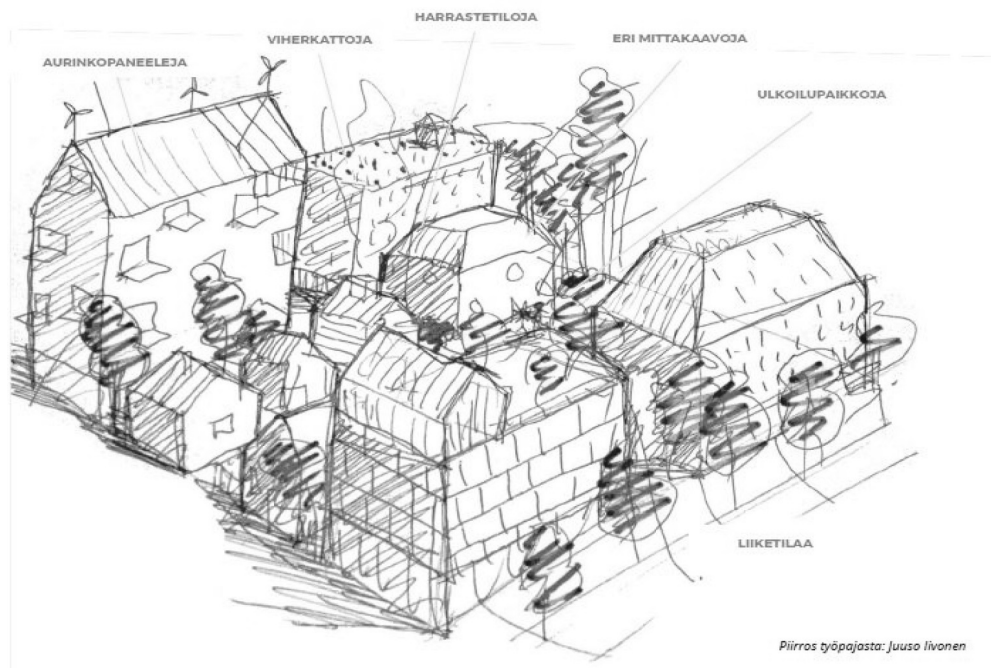 HARRASTETILOJA
VIHERKATTOJA
ERI MITTAKAAVOJA
AURINKOPANEELEJA
ULKOILUPAIKKOJA
LIIKETILAA
Piirros työpajasta: Juuso Iivonen